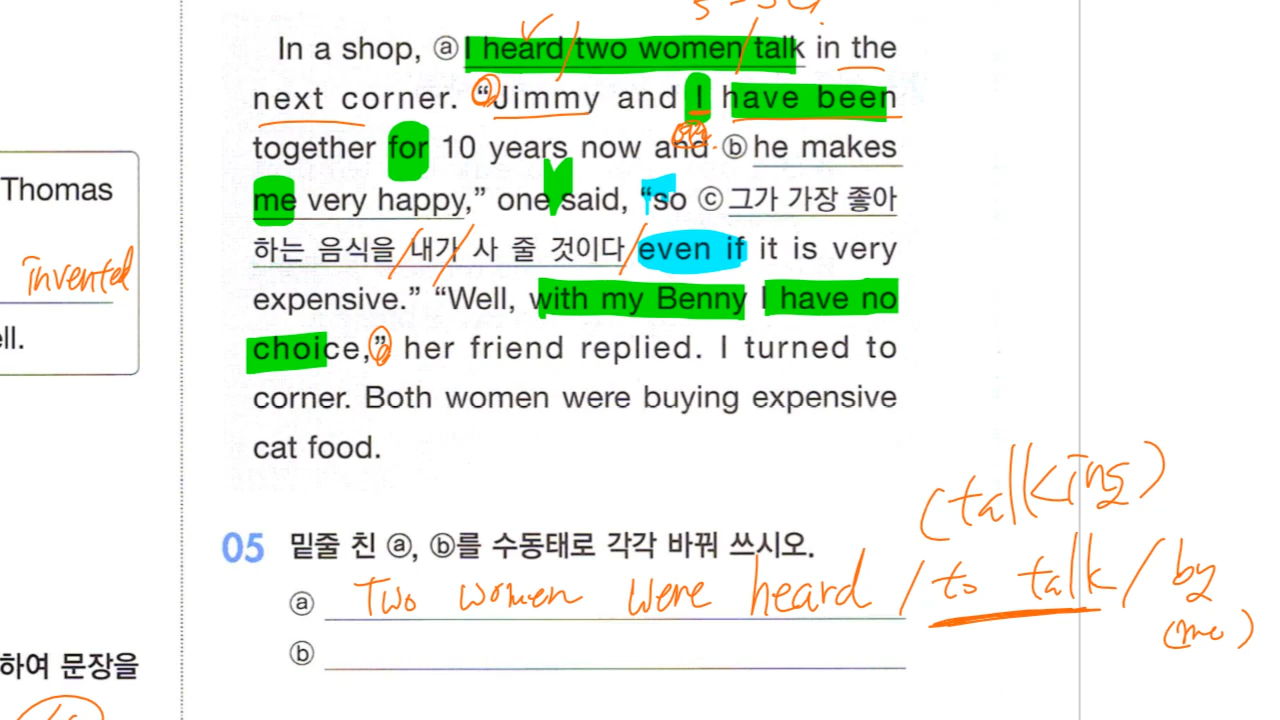 In a shop, ⓐ I heard two women talk in the
next corner. “Jimmy and I have been
together for 10 years now and ⓑ he makes
me very happy,” one said, “so ⓒ 그가 가장 좋아
하는 음식을 내가 사 줄 것이다 even if it is very
expensive.” “Well, with my Benny I have no
choice,” her friend replied. I turned to
corner. Both women were buying expensive
cat food.
Thomas
invented
ell.
(talking)
05 밑줄 친 ⓐ, ⓑ를 수동태로 각각 바꿔 쓰시오.
ⓐ Two women were heard / to talk / by
(me)
ⓑ
하여 문장을